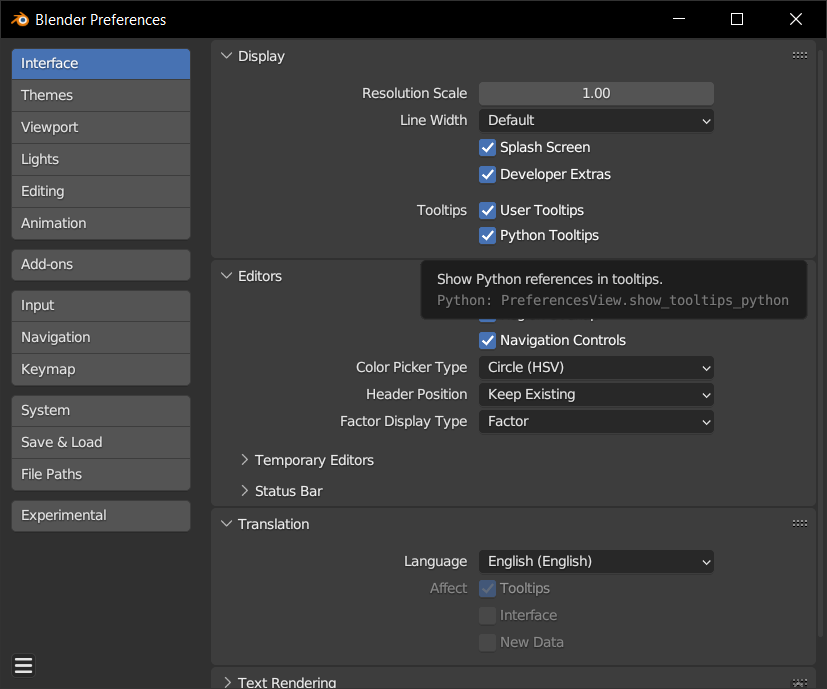 Blender Preferences
Interface
Themes
Viewport
Lights
Editing
Animation
Add-ons
Input
Navigation
Keymap
System
Save & Load
File Paths
Experimental
Display
Resolution Scale 1.00
Line Width Default
Splash Screen
Developer Extras
Tooltips User Tooltips
Python Tooltips
Editors
Show Python references in tooltips.
Python: PreferencesView.show_tooltips_python
Navigation Controls
Color Picker Type Circle (HSV)
Header Position Keep Existing
Factor Display Type Factor
Temporary Editors
Status Bar
Translation
Language English (English)
Affect Tooltips
Interface
New Data
Text Rendering